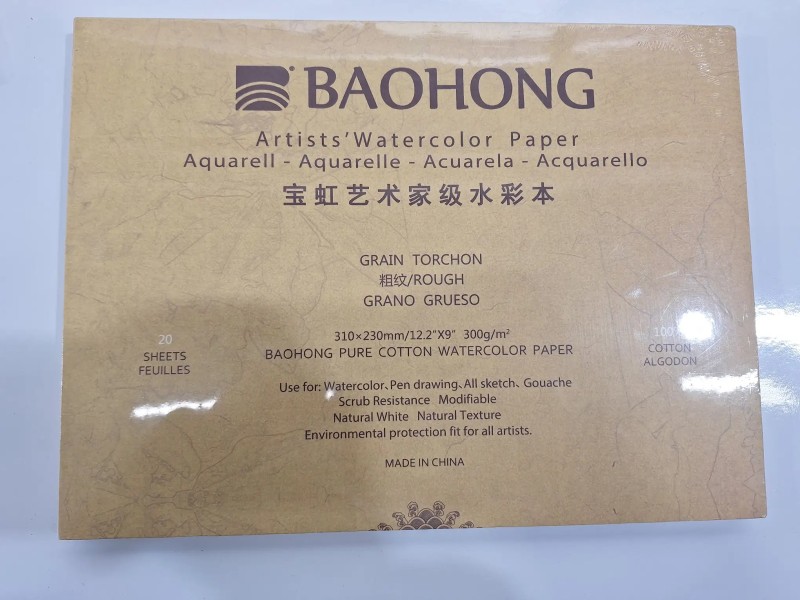 BAOHONG
Artists' Watercolor Paper
Aquarell - Aquarelle - Acuarela - Acquarello
宝虹艺术家级水彩本
GRAIN TORCHON
粗纹/ROUGH
GRANO GRUESO
310×230mm/12.2"X9" 300g/m²
BAOHONG PURE COTTON WATERCOLOR PAPER
20
SHEETS
FEUILLES
COTTON
ALGODON
Use for: Watercolor、Pen drawing、All sketch、Gouache
Scrub Resistance Modifiable
Natural White Natural Texture
Environmental protection fit for all artists.
MADE IN CHINA